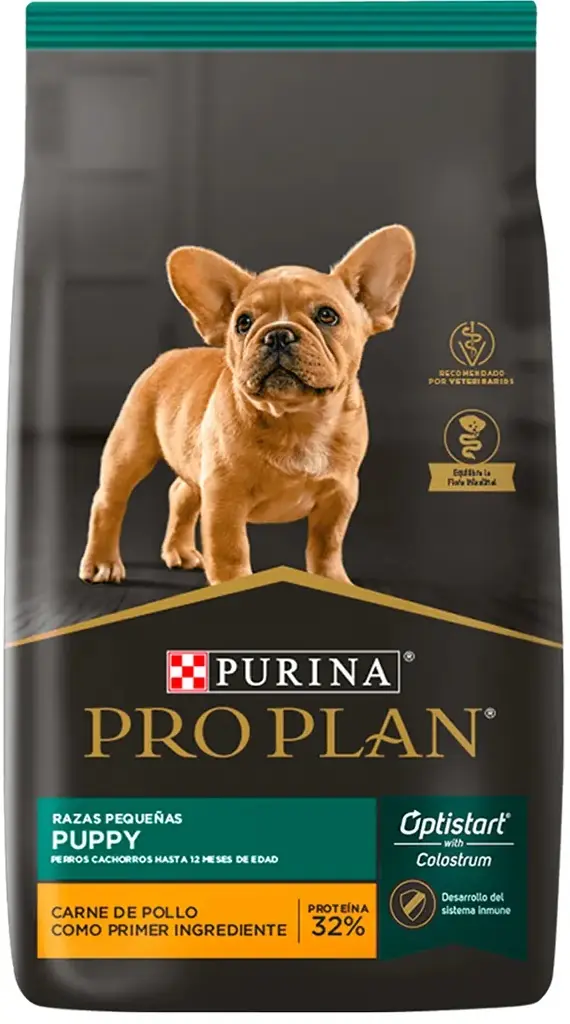 RECOMENDADO
POR VETERINARIOS
Equilibra la
Flora Intestinal
PURINA®
PRO PLAN®
RAZAS PEQUEÑAS
PUPPY
PERROS CACHORROS HASTA 12 MESES DE EDAD
CARNE DE POLLO
COMO PRIMER INGREDIENTE
PROTEÍNA
32%
Optistart®
with
Colostrum
Desarrollo del
sistema inmune